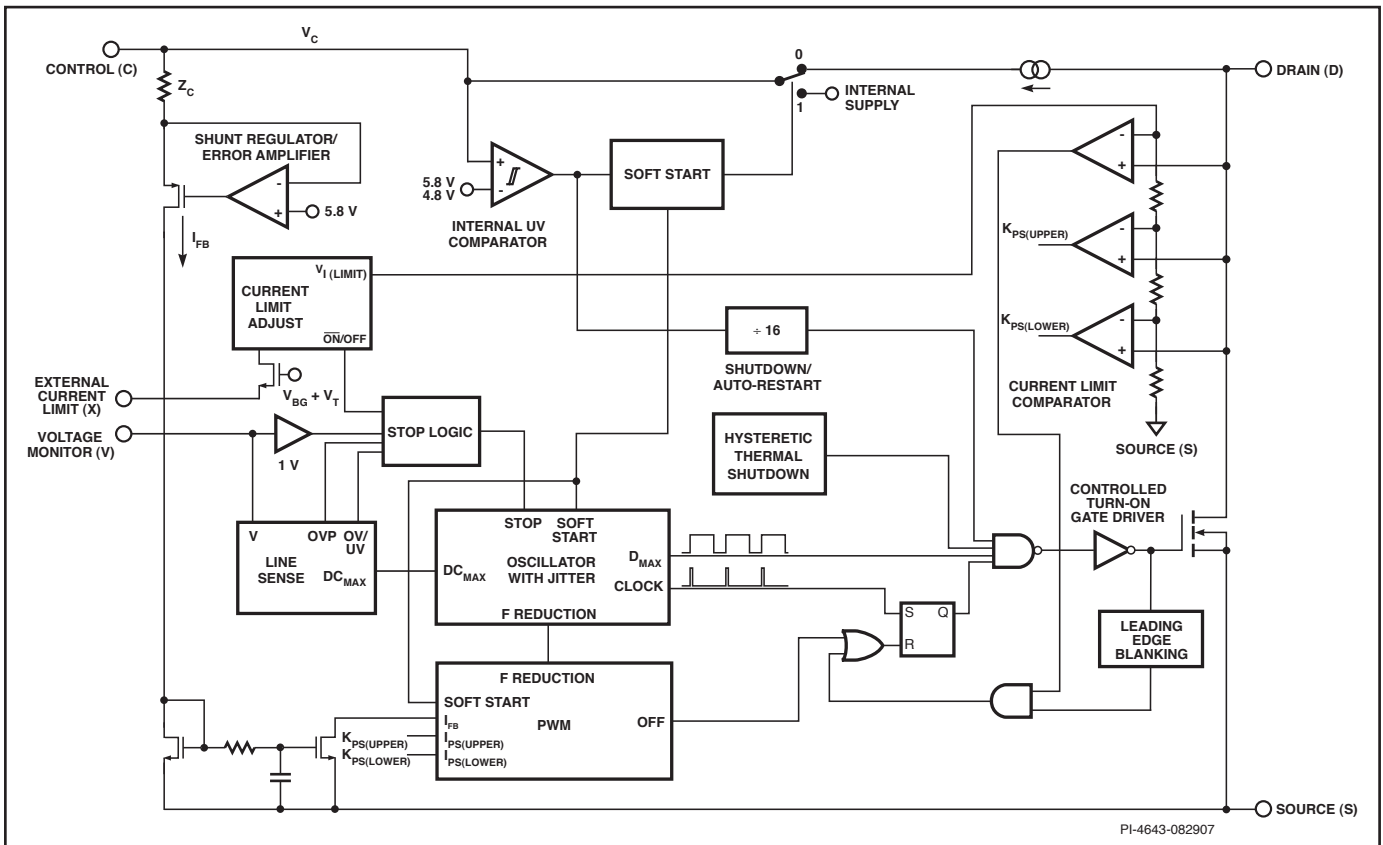 V_C
0
CONTROL (C)
DRAIN (D)
Z_C
INTERNAL
SUPPLY
1
SHUNT REGULATOR/
ERROR AMPLIFIER
-
+
5.8 V
I_FB
+
-
5.8 V
4.8 V
INTERNAL UV
COMPARATOR
SOFT START
-
+
K_PS(UPPER)
-
+
K_PS(LOWER)
-
+
V_I (LIMIT)
CURRENT
LIMIT
ADJUST
ON/OFF
÷ 16
SHUTDOWN/
AUTO-RESTART
CURRENT LIMIT
COMPARATOR
SOURCE (S)
EXTERNAL
CURRENT
LIMIT (X)
V_BG + V_T
VOLTAGE
MONITOR (V)
1 V
STOP LOGIC
HYSTERETIC
THERMAL
SHUTDOWN
CONTROLLED
TURN-ON
GATE DRIVER
V
OVP
OV/
UV
LINE
SENSE
DC_MAX
STOP
SOFT
START
DC_MAX
OSCILLATOR
WITH JITTER
D_MAX
CLOCK
F REDUCTION
S
Q
R
LEADING
EDGE
BLANKING
F REDUCTION
SOFT START
I_FB
PWM
OFF
K_PS(UPPER)
I_PS(UPPER)
K_PS(LOWER)
I_PS(LOWER)
SOURCE (S)
PI-4643-082907